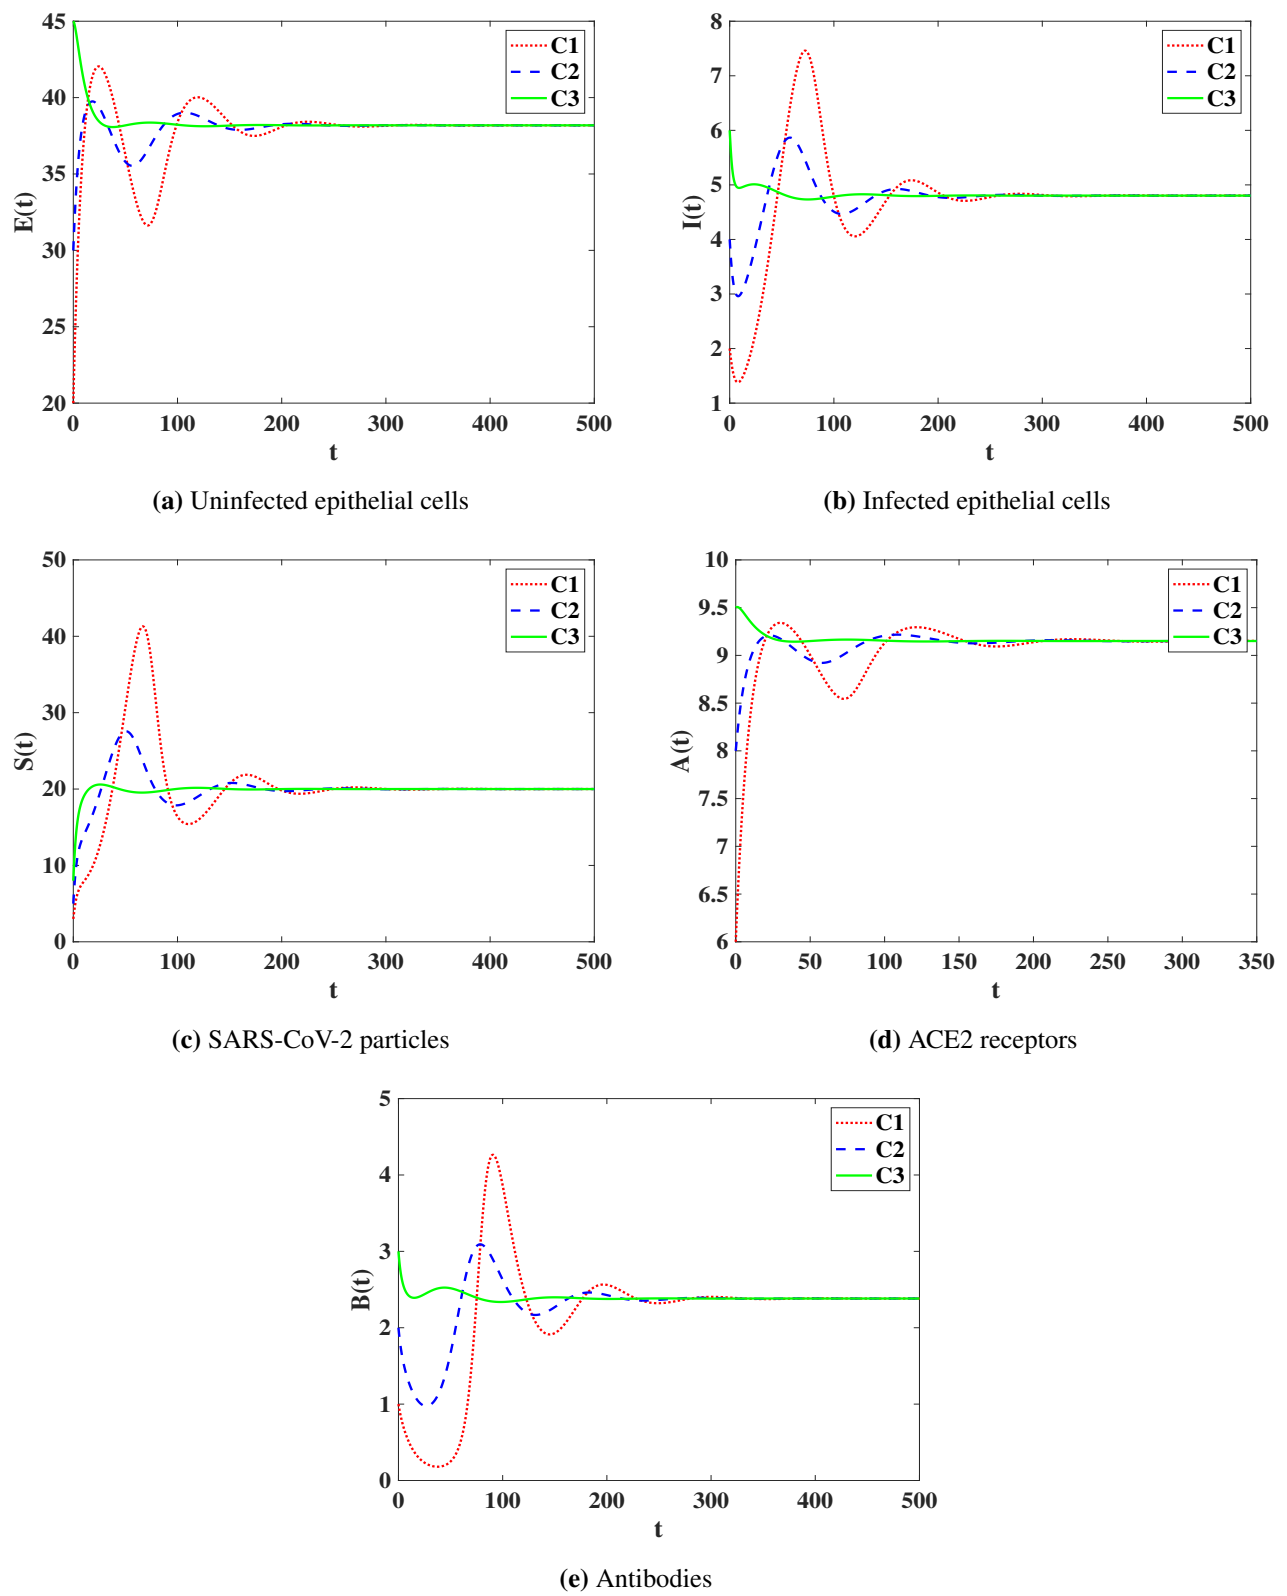 45
40
35
30
25
20
E(t)
0 100 200 300 400 500
t
C1
C2
C3
(a) Uninfected epithelial cells
8
7
6
5
4
3
2
1
I(t)
0 100 200 300 400 500
t
C1
C2
C3
(b) Infected epithelial cells
50
40
30
20
10
0
S(t)
0 100 200 300 400 500
t
C1
C2
C3
(c) SARS-CoV-2 particles
10
9.5
9
8.5
8
7.5
7
6.5
6
A(t)
0 50 100 150 200 250 300 350
t
C1
C2
C3
(d) ACE2 receptors
5
4
3
2
1
0
B(t)
0 100 200 300 400 500
t
C1
C2
C3
(e) Antibodies